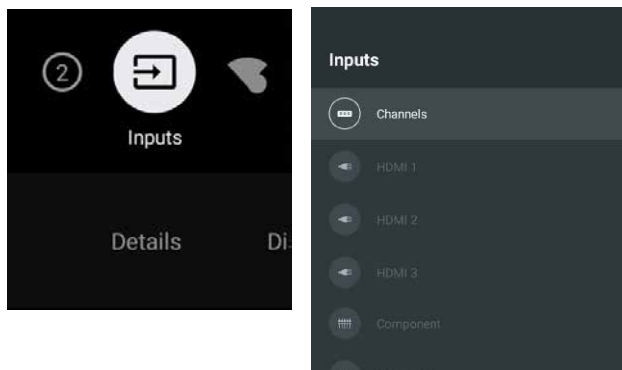 2
Inputs
Details
Di
Inputs
Channels
HDMI 1
HDMI 2
HDMI 3
Component